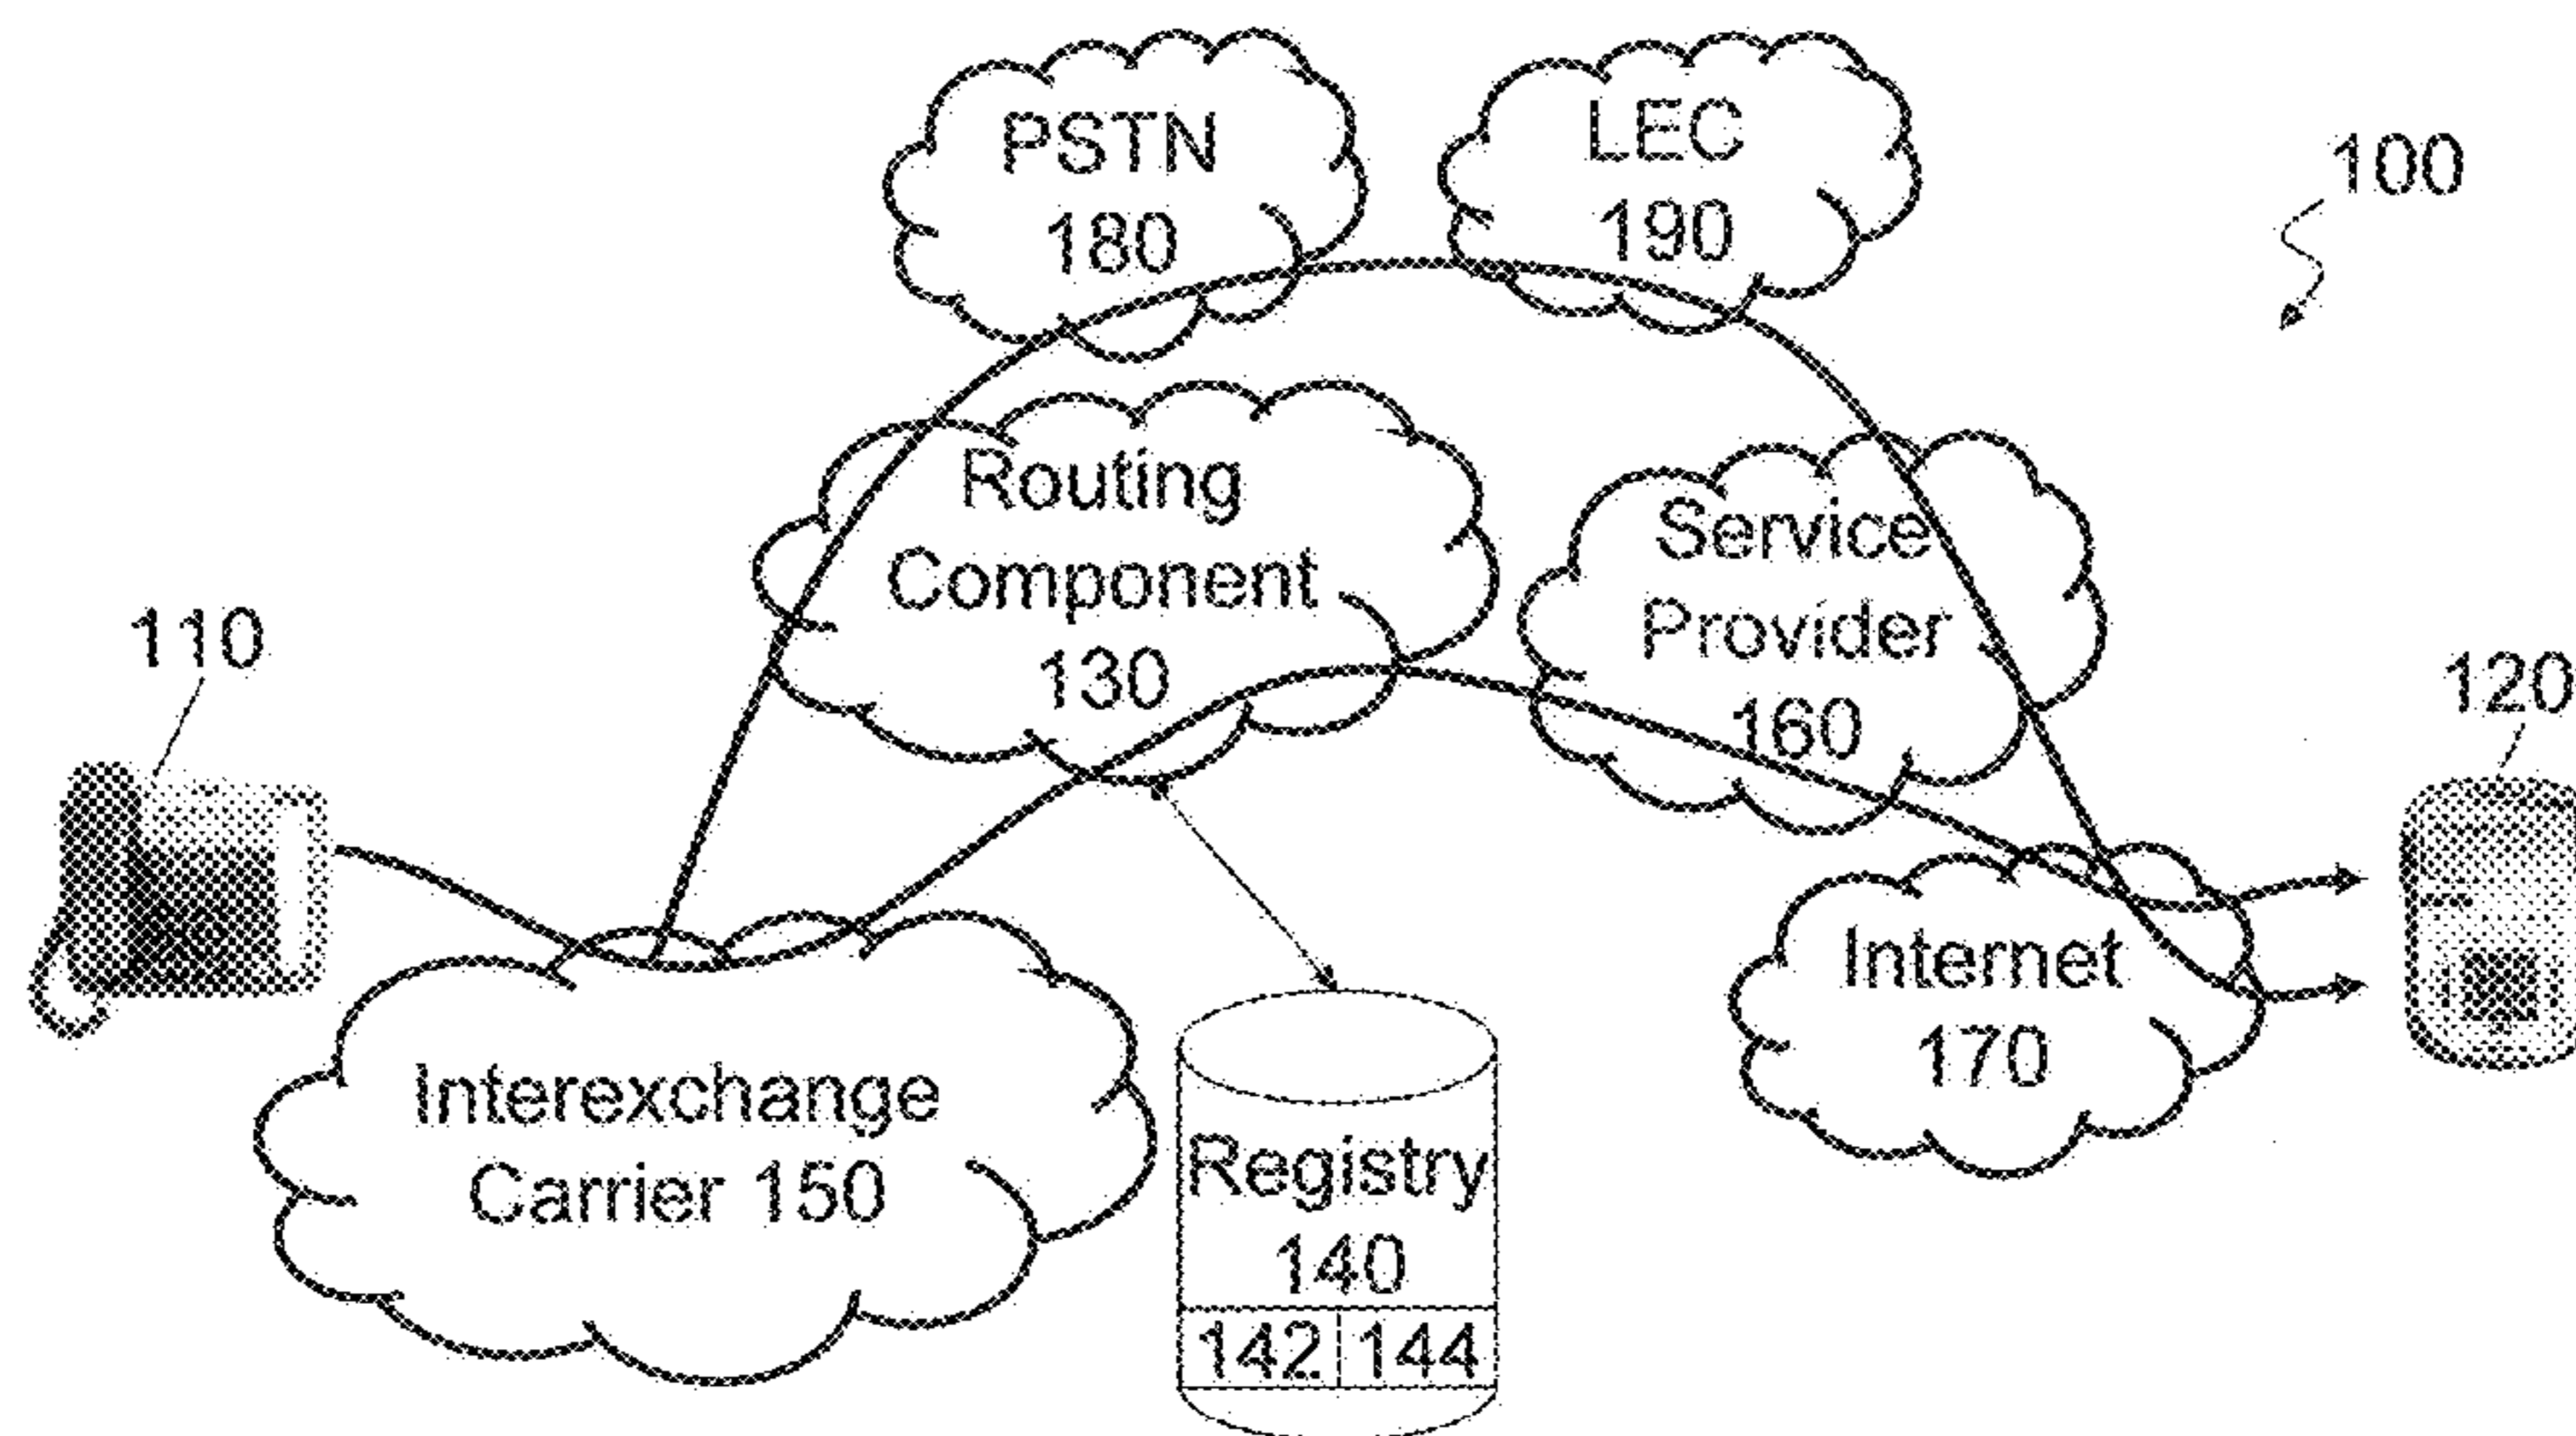 PSTN
180
LEC
190
100
Routing
Component
130
Service
Provider
160
110
120
Internet
170
Interexchange
Carrier 150
Registry
140
142 144